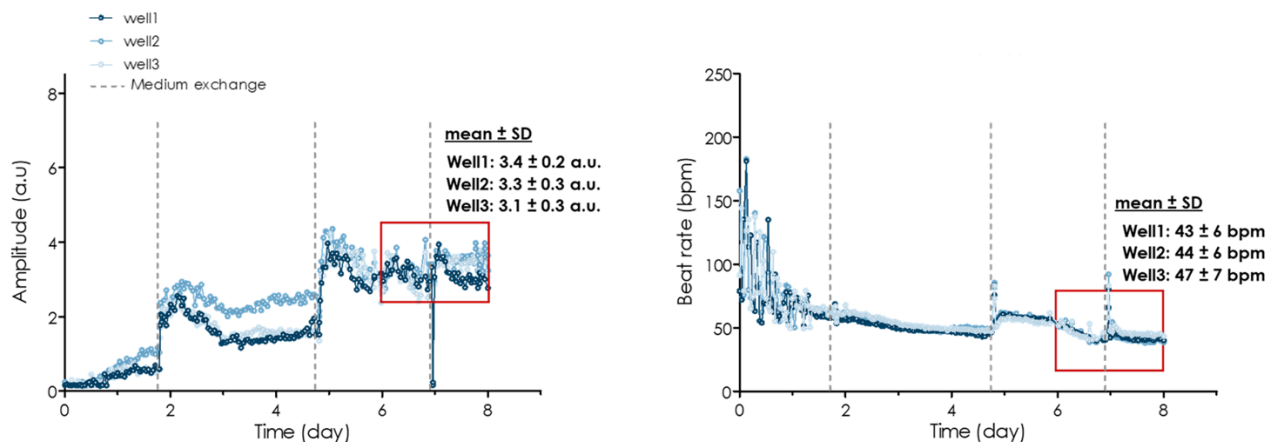 well1
well2
well3
Medium exchange
Amplitude (a.u)
8
6
4
2
0
0 2 4 6 8
Time (day)
mean ± SD
Well1: 3.4 ± 0.2 a.u.
Well2: 3.3 ± 0.3 a.u.
Well3: 3.1 ± 0.3 a.u.
Beat rate (bpm)
250
200
150
100
50
0
0 2 4 6 8
Time (day)
mean ± SD
Well1: 43 ± 6 bpm
Well2: 44 ± 6 bpm
Well3: 47 ± 7 bpm